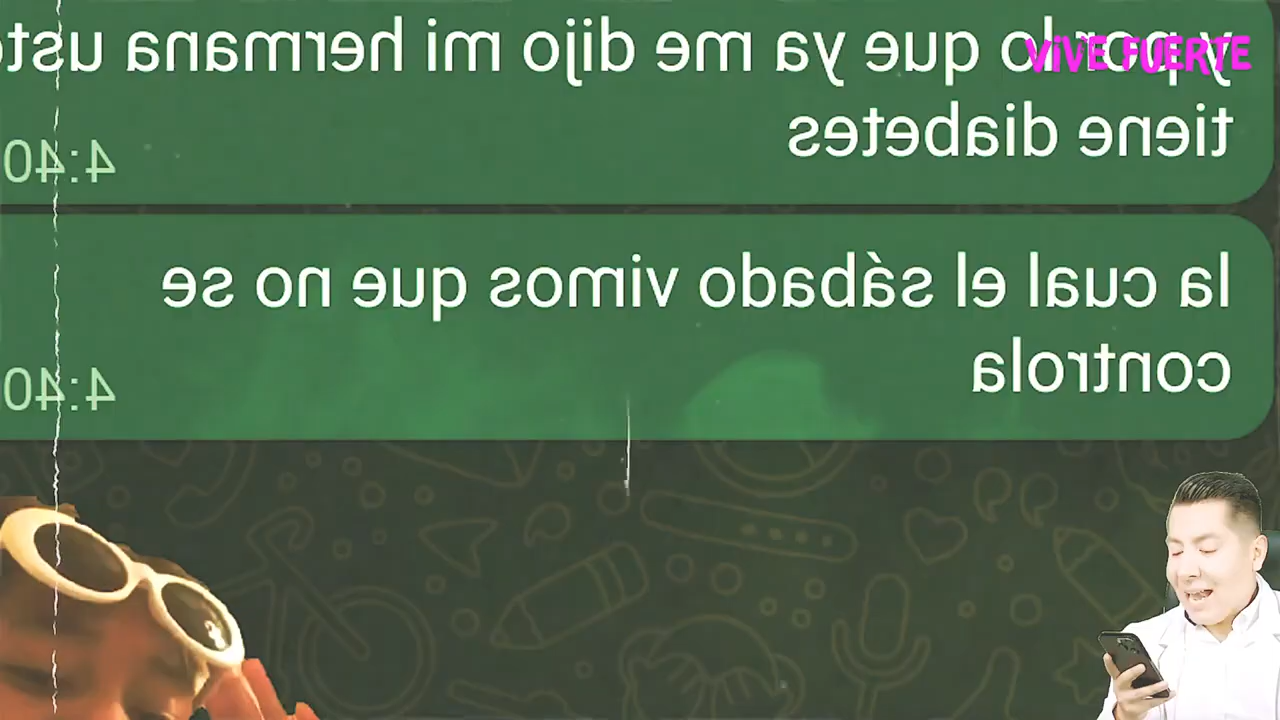 ViVE FUERTE
y por lo que ya me dijo mi hermana uste
tiene diabetes
4:40
la cual el sábado vimos que no se
controla
4:40